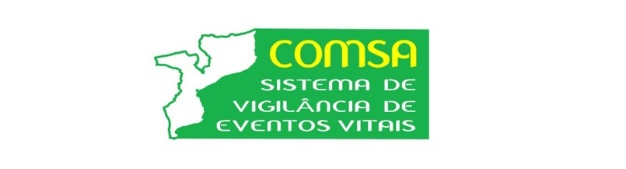 COMSA
SISTEMA DE
VIGILÂNCIA DE
EVENTOS VITAIS